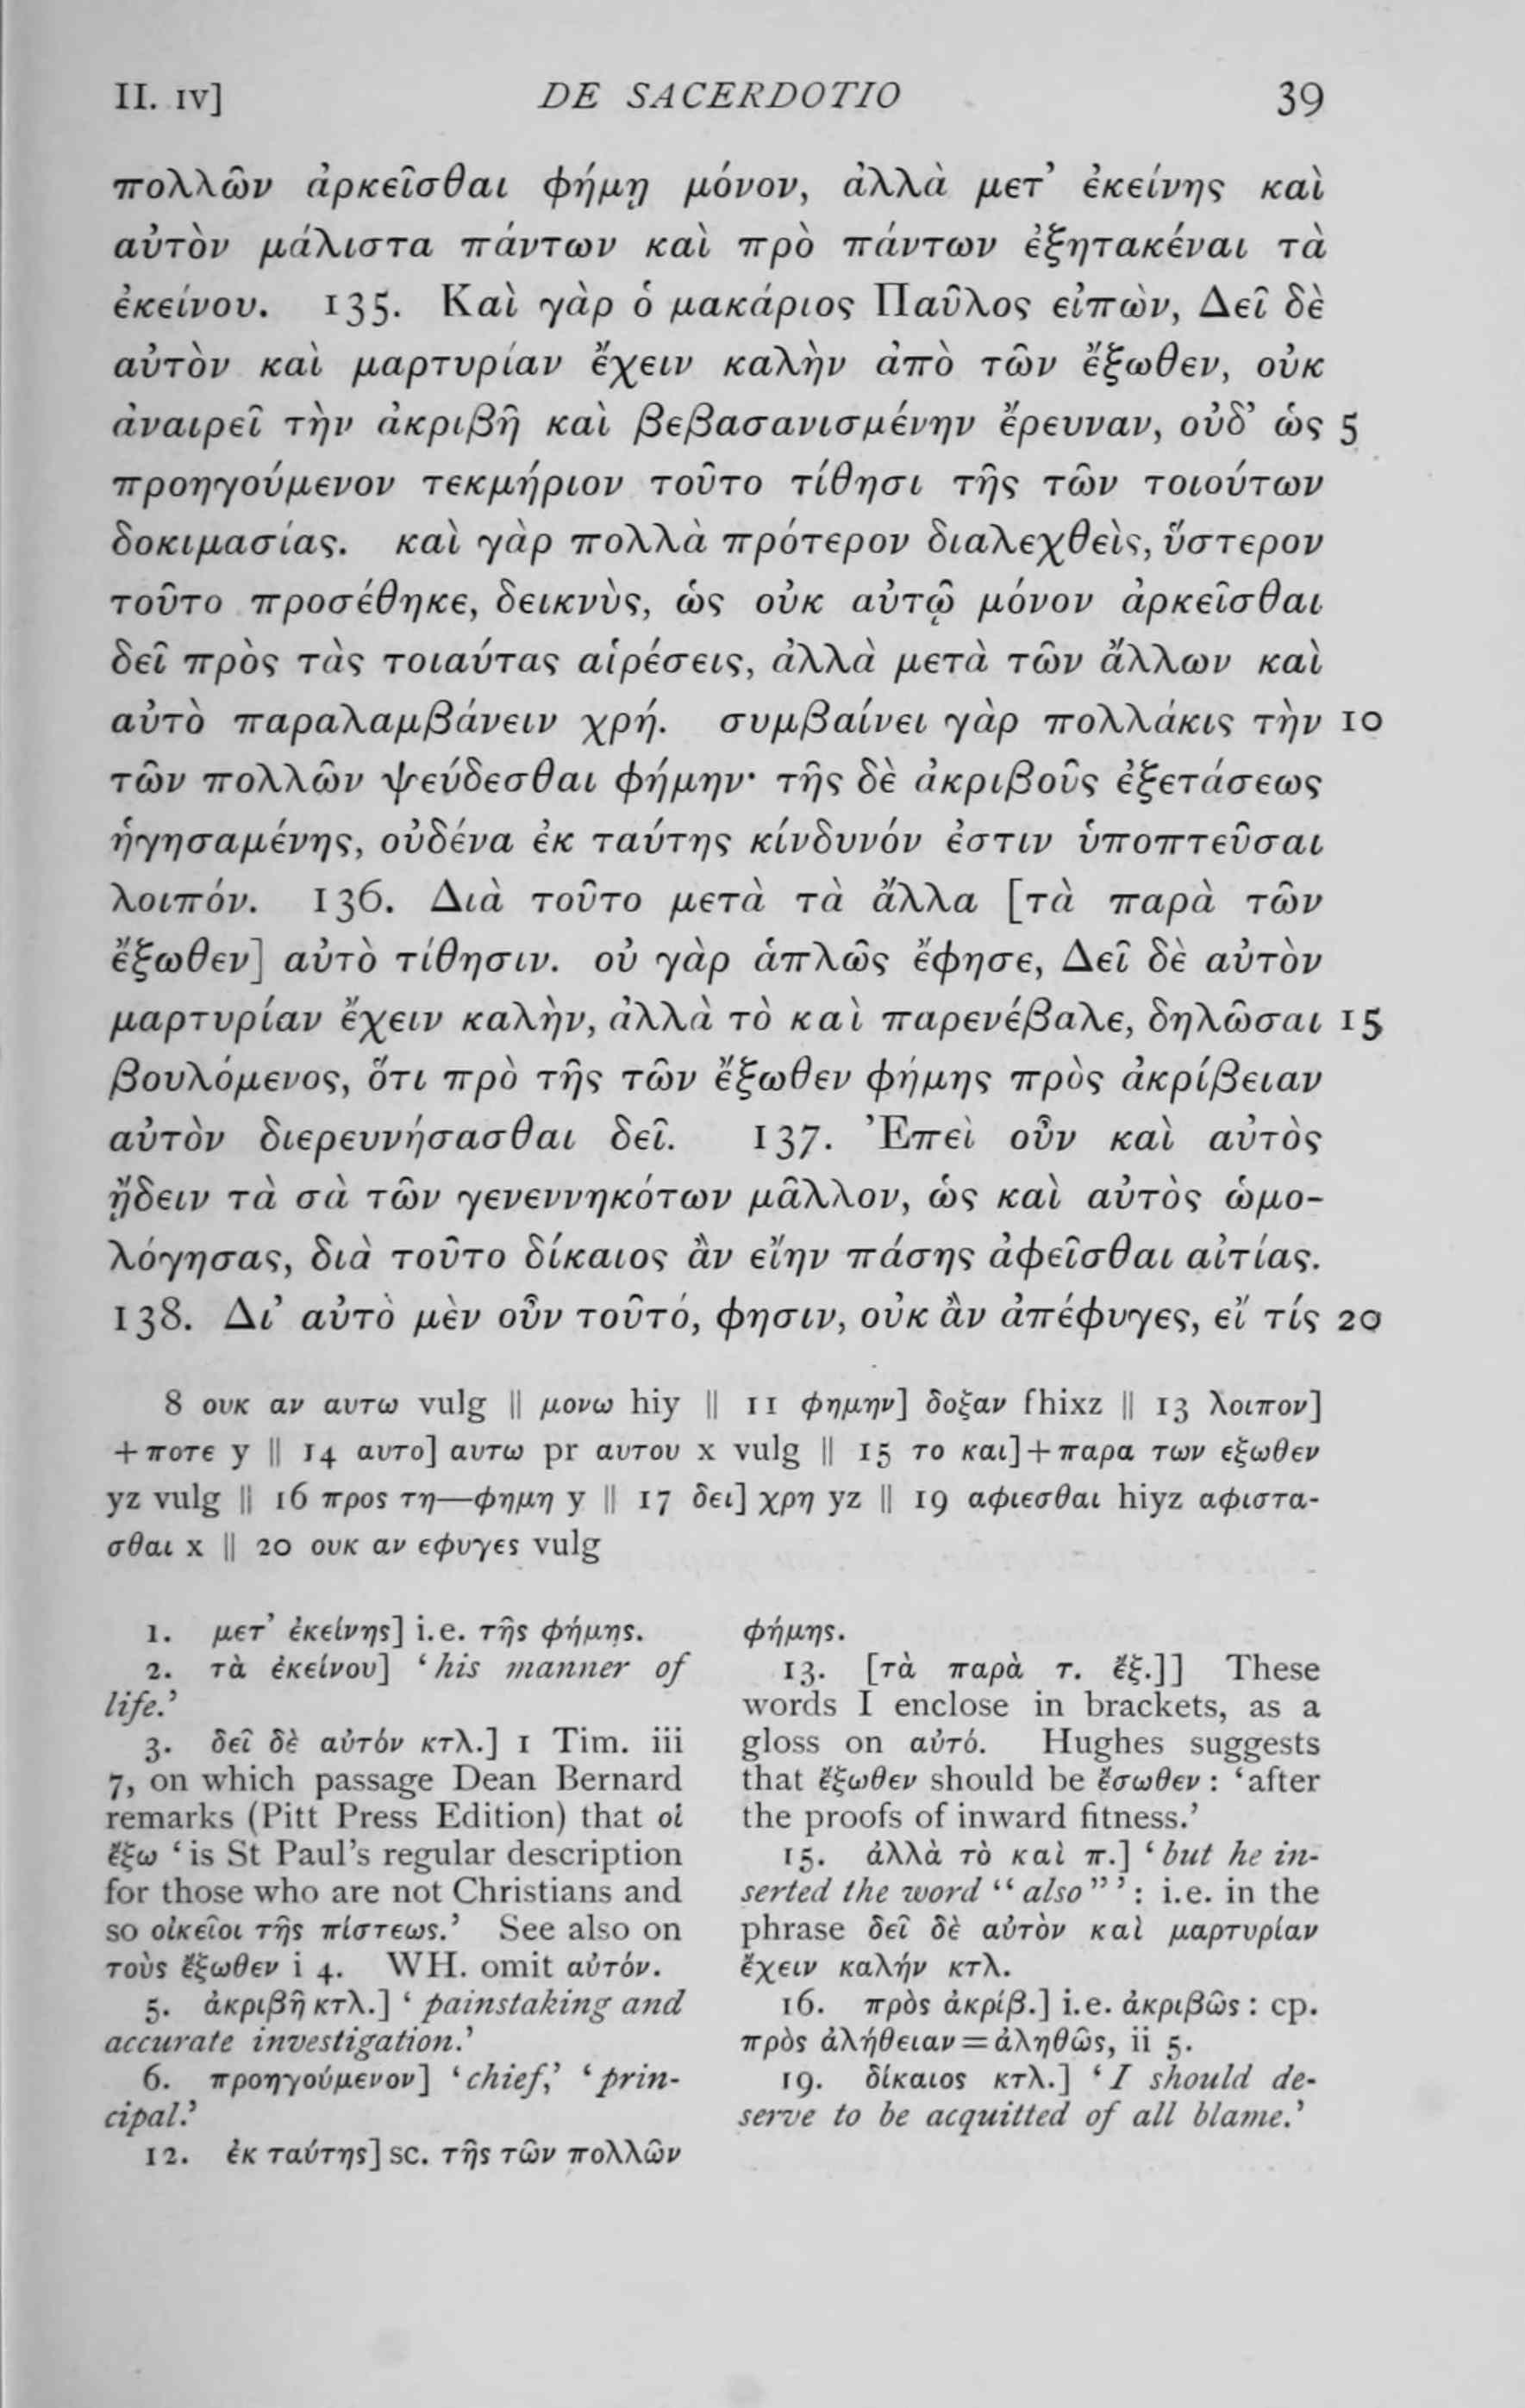 II. IV] DE SACERDOTIO 39
πολλῶν ἀρκεῖσθαι φήμῃ μόνον, ἀλλὰ μετ’ ἐκείνης καὶ
αὐτὸν μάλιστα πάντων καὶ πρὸ πάντων ἐξητακέναι τὰ
ἐκείνου. 135. Καὶ γὰρ ὁ μακάριος Παῦλος εἰπὼν, Δεῖ δὲ
αὐτὸν καὶ μαρτυρίαν ἔχειν καλὴν ἀπὸ τῶν ἔξωθεν, οὐκ
ἀναιρεῖ τὴν ἀκριβῆ καὶ βεβασανισμένην ἔρευναν, οὐδ’ ὡς 5
προηγούμενον τεκμήριον τοῦτο τίθησι τῆς τῶν τοιούτων
δοκιμασίας. καὶ γὰρ πολλὰ πρότερον διαλεχθεὶς, ὕστερον
τοῦτο προσέθηκε, δεικνὺς, ὡς οὐκ αὐτῷ μόνον ἀρκεῖσθαι
δεῖ πρὸς τὰς τοιαύτας αἱρέσεις, ἀλλὰ μετὰ τῶν ἄλλων καὶ
αὐτὸ παραλαμβάνειν χρή. συμβαίνει γὰρ πολλάκις τὴν 10
τῶν πολλῶν ψεύδεσθαι φήμην· τῆς δὲ ἀκριβοῦς ἐξετάσεως
ἡγησαμένης, οὐδένα ἐκ ταύτης κίνδυνόν ἐστιν ὑποπτεῦσαι
λοιπόν. 136. Διὰ τοῦτο μετὰ τὰ ἄλλα [τὰ παρὰ τῶν
ἔξωθεν] αὐτὸ τίθησιν. οὐ γὰρ ἁπλῶς ἔφησε, Δεῖ δὲ αὐτὸν
μαρτυρίαν ἔχειν καλὴν, ἀλλὰ τὸ καὶ παρενέβαλε, δηλῶσαι 15
βουλόμενος, ὅτι πρὸ τῆς τῶν ἔξωθεν φήμης πρὸς ἀκρίβειαν
αὐτὸν διερευνήσασθαι δεῖ. 137. Ἐπεὶ οὖν καὶ αὐτὸς
ᾔδειν τὰ σὰ τῶν γενεννηκότων μᾶλλον, ὡς καὶ αὐτὸς ὡμο-
λόγησας, διὰ τοῦτο δίκαιος ἂν εἴην πάσης ἀφεῖσθαι αἰτίας.
138. Δι’ αὐτὸ μὲν οὖν τοῦτό, φησιν, οὐκ ἂν ἀπέφυγες, εἴ τίς 20
8 ουκ αν αυτω vulg || μονω hiy || 11 φημην] δοξαν fhixz || 13 λοιπον]
+ποτε y || 14 αυτο] αυτω pr αυτου x vulg || 15 το και]+παρα των εξωθεν
yz vulg || 16 προς τη—φημη y || 17 δει] χρη yz || 19 αφιεσθαι hiyz αφιστα-
σθαι x || 20 ουκ αν εφυγες vulg
1. μετ’ ἐκείνης] i.e. τῆς φήμης.
2. τὰ ἐκείνου] ‘his manner of
life.’
3. δεῖ δὲ αὐτόν κτλ.] 1 Tim. iii
7, on which passage Dean Bernard
remarks (Pitt Press Edition) that οἱ
ἔξω ‘is St Paul’s regular description
for those who are not Christians and
so οἰκεῖοι τῆς πίστεως.’ See also on
τοὺς ἔξωθεν i 4. WH. omit αὐτόν.
5. ἀκριβῆ κτλ.] ‘painstaking and
accurate investigation.’
6. προηγούμενον] ‘chief,’ ‘prin-
cipal.’
12. ἐκ ταύτης] sc. τῆς τῶν πολλῶν
φήμης.
13. [τὰ παρὰ τ. ἔξ.]] These
words I enclose in brackets, as a
gloss on αὐτό. Hughes suggests
that ἔξωθεν should be ἔσωθεν : ‘after
the proofs of inward fitness.’
15. ἀλλὰ τὸ καὶ π.] ‘but he in-
serted the word “also”’: i.e. in the
phrase δεῖ δὲ αὐτὸν καὶ μαρτυρίαν
ἔχειν καλήν κτλ.
16. πρὸς ἀκρίβ.] i.e. ἀκριβῶς: cp.
πρὸς ἀλήθειαν=ἀληθῶς, ii 5.
19. δίκαιος κτλ.] ‘I should de-
serve to be acquitted of all blame.’